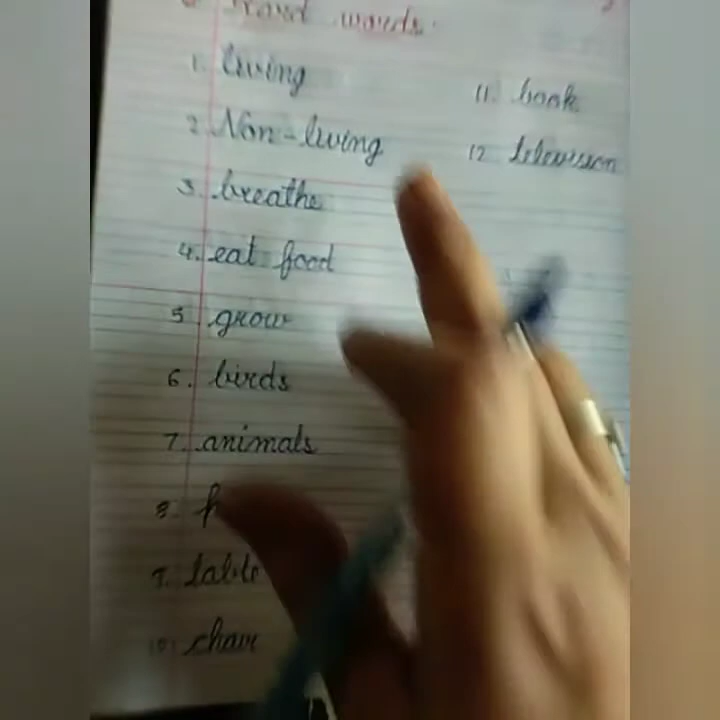 Hard words.
1. living
2. Non-living
3. breathe
4. eat food
5. grow
6. birds
7. animals
8.
9. table
10. chair
11. book
12. television